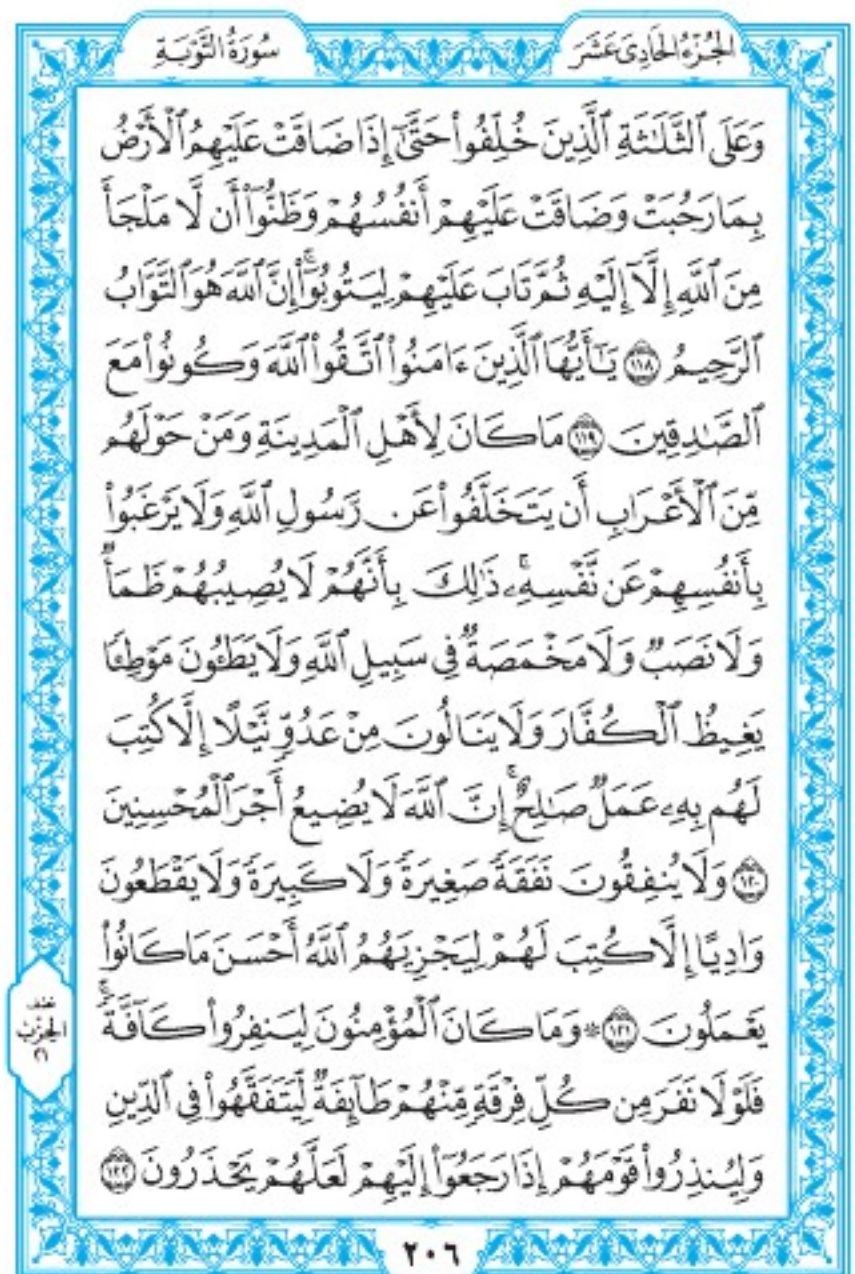 الجُزْءُ الحَادِيَ عَشَرَ
سُورَةُ التَّوْبَةِ
وَعَلَى ٱلثَّلَٰثَةِ ٱلَّذِينَ خُلِّفُوا۟ حَتَّىٰٓ إِذَا ضَاقَتْ عَلَيْهِمُ ٱلْأَرْضُ
بِمَا رَحُبَتْ وَضَاقَتْ عَلَيْهِمْ أَنفُسُهُمْ وَظَنُّوٓا۟ أَن لَّا مَلْجَأَ
مِنَ ٱللَّهِ إِلَّآ إِلَيْهِ ثُمَّ تَابَ عَلَيْهِمْ لِيَتُوبُوٓا۟ۚ إِنَّ ٱللَّهَ هُوَ ٱلتَّوَّابُ
ٱلرَّحِيمُ ١١٨ يَٰٓأَيُّهَا ٱلَّذِينَ ءَامَنُوا۟ ٱتَّقُوا۟ ٱللَّهَ وَكُونُوا۟ مَعَ
ٱلصَّٰدِقِينَ ١١٩ مَا كَانَ لِأَهْلِ ٱلْمَدِينَةِ وَمَنْ حَوْلَهُم
مِّنَ ٱلْأَعْرَابِ أَن يَتَخَلَّفُوا۟ عَن رَّسُولِ ٱللَّهِ وَلَا يَرْغَبُوا۟
بِأَنفُسِهِمْ عَن نَّفْسِهِۦۚ ذَٰلِكَ بِأَنَّهُمْ لَا يُصِيبُهُمْ ظَمَأٌ
وَلَا نَصَبٌ وَلَا مَخْمَصَةٌ فِى سَبِيلِ ٱللَّهِ وَلَا يَطَـُٔونَ مَوْطِئًا
يَغِيظُ ٱلْكُفَّارَ وَلَا يَنَالُونَ مِنْ عَدُوٍّ نَّيْلًا إِلَّا كُتِبَ
لَهُم بِهِۦ عَمَلٌ صَٰلِحٌۚ إِنَّ ٱللَّهَ لَا يُضِيعُ أَجْرَ ٱلْمُحْسِنِينَ
١٢٠ وَلَا يُنفِقُونَ نَفَقَةً صَغِيرَةً وَلَا كَبِيرَةً وَلَا يَقْطَعُونَ
وَادِيًا إِلَّا كُتِبَ لَهُمْ لِيَجْزِيَهُمُ ٱللَّهُ أَحْسَنَ مَا كَانُوا۟
يَعْمَلُونَ ١٢١ ۞ وَمَا كَانَ ٱلْمُؤْمِنُونَ لِيَنفِرُوا۟ كَآفَّةًۚ
فَلَوْلَا نَفَرَ مِن كُلِّ فِرْقَةٍ مِّنْهُمْ طَآئِفَةٌ لِّيَتَفَقَّهُوا۟ فِى ٱلدِّينِ
وَلِيُنذِرُوا۟ قَوْمَهُمْ إِذَا رَجَعُوٓا۟ إِلَيْهِمْ لَعَلَّهُمْ يَحْذَرُونَ ١٢٢
الحِزْب
٢١
٢٠٦